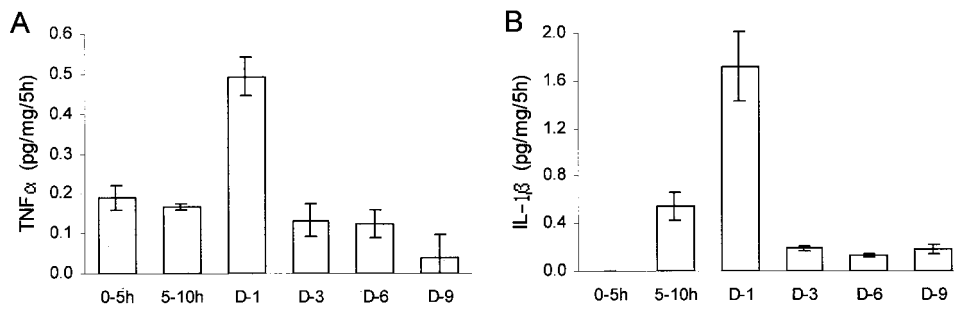 A
TNFα (pg/mg/5h)
0.6
0.5
0.4
0.3
0.2
0.1
0.0
0-5h 5-10h D-1 D-3 D-6 D-9
B
IL-1β (pg/mg/5h)
2.0
1.6
1.2
0.8
0.4
0.0
0-5h 5-10h D-1 D-3 D-6 D-9